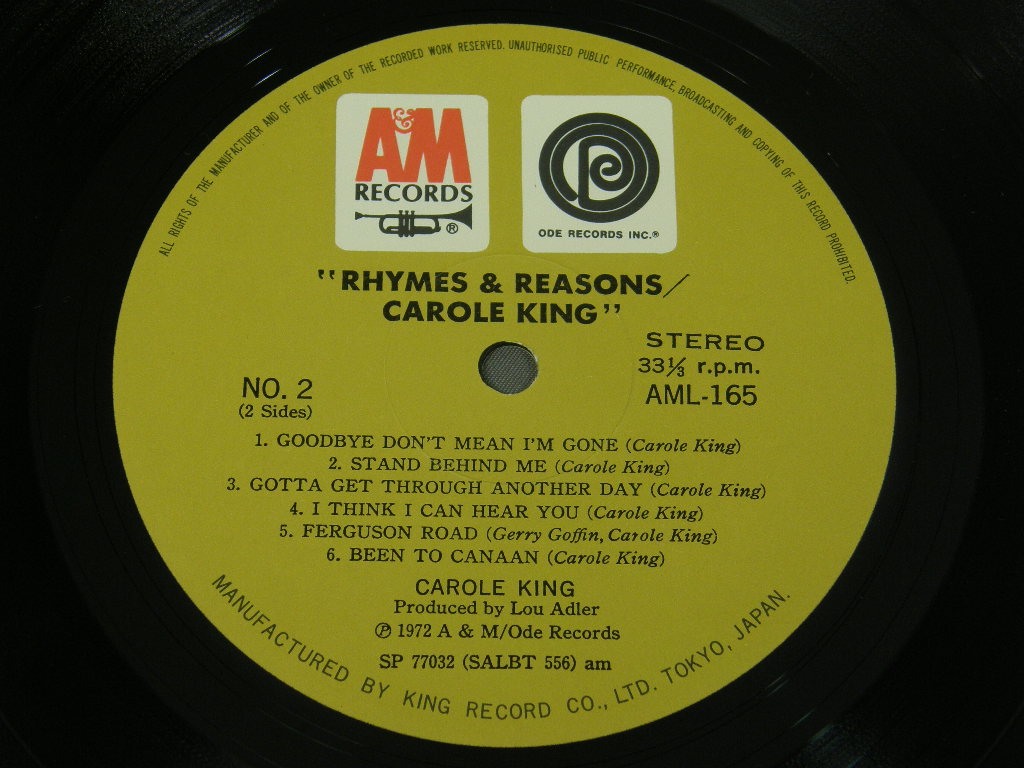 ALL RIGHTS OF THE MANUFACTURER AND OF THE OWNER OF THE RECORDED WORK RESERVED. UNAUTHORISED PUBLIC PERFORMANCE, BROADCASTING AND COPYING OF THIS RECORD PROHIBITED.
A&M
RECORDS
®
ODE RECORDS INC.®
"RHYMES & REASONS/
CAROLE KING"
STEREO
33⅓ r.p.m.
AML-165
NO. 2
(2 Sides)
1. GOODBYE DON'T MEAN I'M GONE (Carole King)
2. STAND BEHIND ME (Carole King)
3. GOTTA GET THROUGH ANOTHER DAY (Carole King)
4. I THINK I CAN HEAR YOU (Carole King)
5. FERGUSON ROAD (Gerry Goffin, Carole King)
6. BEEN TO CANAAN (Carole King)
CAROLE KING
Produced by Lou Adler
℗ 1972 A & M/Ode Records
SP 77032 (SALBT 556) am
MANUFACTURED BY KING RECORD CO., LTD. TOKYO, JAPAN.